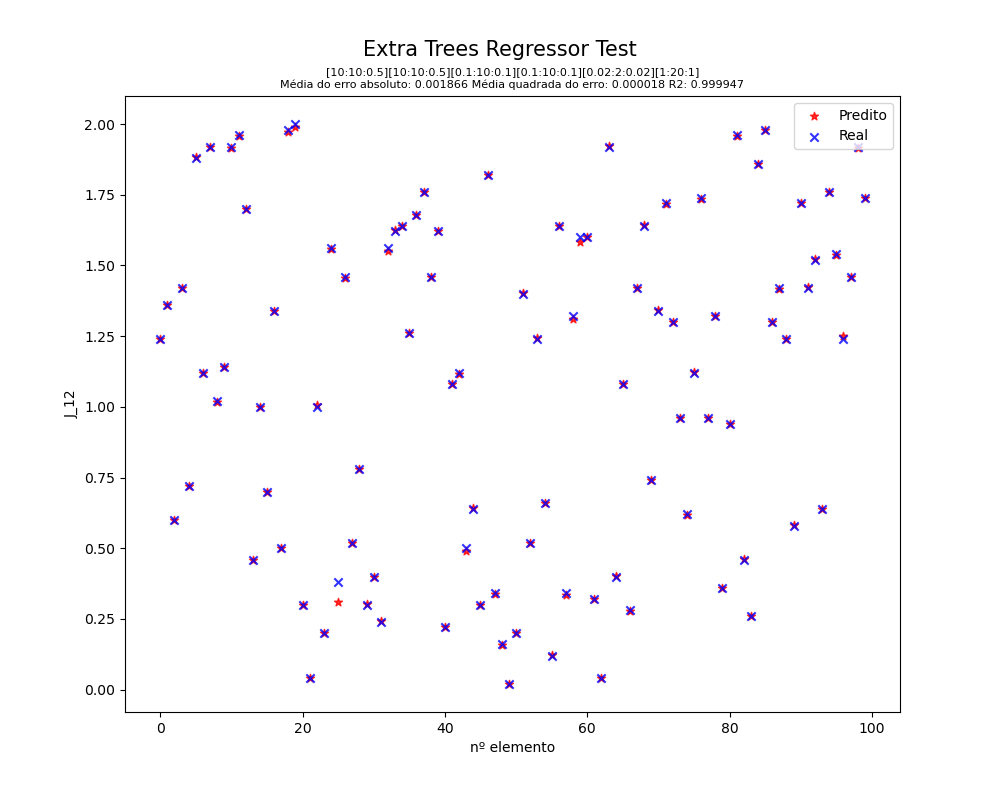 Extra Trees Regressor Test
[10:10:0.5][10:10:0.5][0.1:10:0.1][0.1:10:0.1][0.02:2:0.02][1:20:1]
Média do erro absoluto: 0.001866 Média quadrada do erro: 0.000018 R2: 0.999947
Predito
Real
2.00
1.75
1.50
1.25
1.00
0.75
0.50
0.25
0.00
J_12
0 20 40 60 80 100
nº elemento